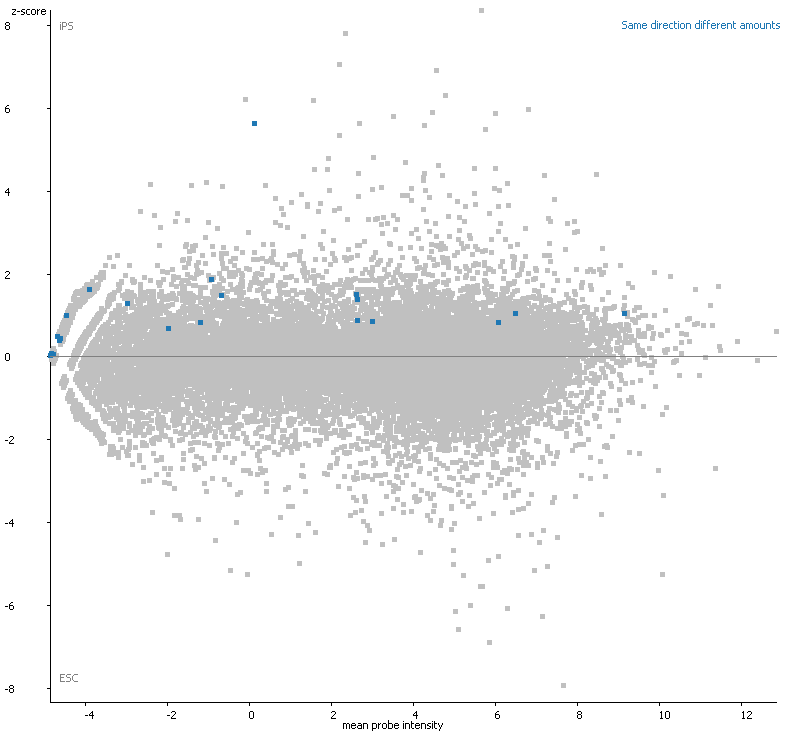 z-score
iPS
Same direction different amounts
8
6
4
2
0
-2
-4
-6
-8
ESC
-4 -2 0 2 4 6 8 10 12
mean probe intensity